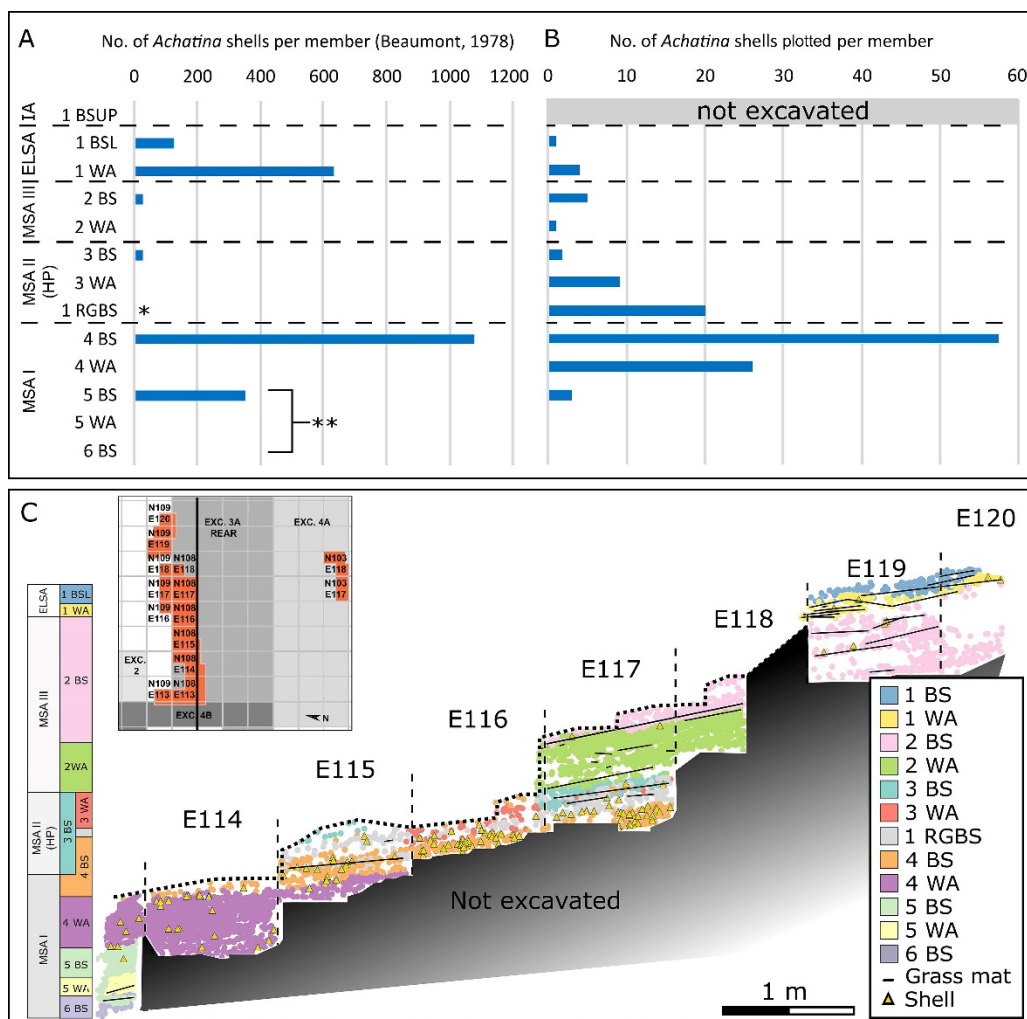 A No. of Achatina shells per member (Beaumont, 1978)
0 200 400 600 800 1000 1200
IA
1 BSUP
ELSA
1 BSL
1 WA
MSA III
2 BS
2 WA
MSA II
(HP)
3 BS
3 WA
1 RGBS *
MSA I
4 BS
4 WA
5 BS
5 WA **
6 BS
B No. of Achatina shells plotted per member
0 10 20 30 40 50 60
not excavated
C
N109
E120
N109
E119
N109 N108
E118 E118
N109 N108
E117 E117
N109 N108
E116 E116
N108
E115
N108
E114
N109 N108
E113 E113
EXC. 3A
REAR
EXC. 4A
N103
E118
N103
E117
EXC.
2
EXC. 4B
N
ELSA
1 BSL
1 WA
MSA III
2 BS
2WA
MSA II
(HP)
3 BS
3 WA
4 BS
MSA I
4 WA
5 BS
5 WA
6 BS
E114
E115
E116
E117
E118
E119
E120
Not excavated
1 m
1 BS
1 WA
2 BS
2 WA
3 BS
3 WA
1 RGBS
4 BS
4 WA
5 BS
5 WA
6 BS
Grass mat
Shell